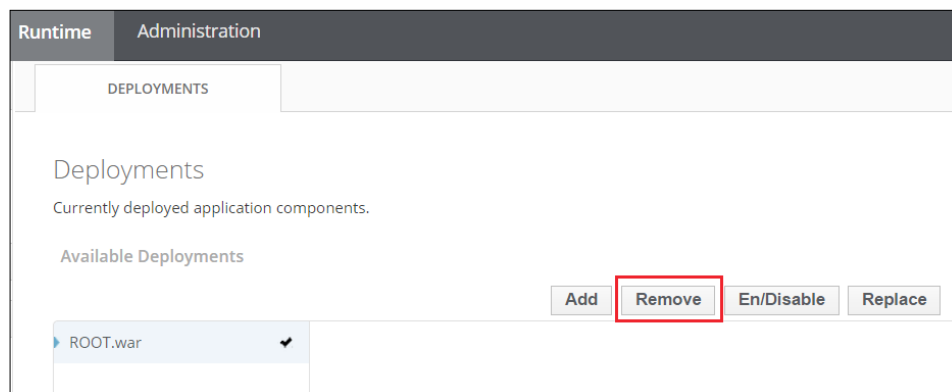 Runtime Administration
DEPLOYMENTS
Deployments
Currently deployed application components.
Available Deployments
Add Remove En/Disable Replace
ROOT.war